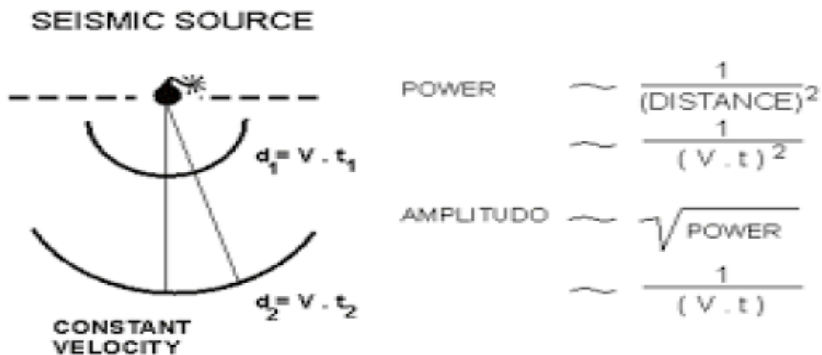 SEISMIC SOURCE
d₁= V . t₁
d₂= V . t₂
CONSTANT
VELOCITY
POWER ~ 1
(DISTANCE)²
~ 1
( V . t )²
AMPLITUDO ~ √POWER
~ 1
( V . t )